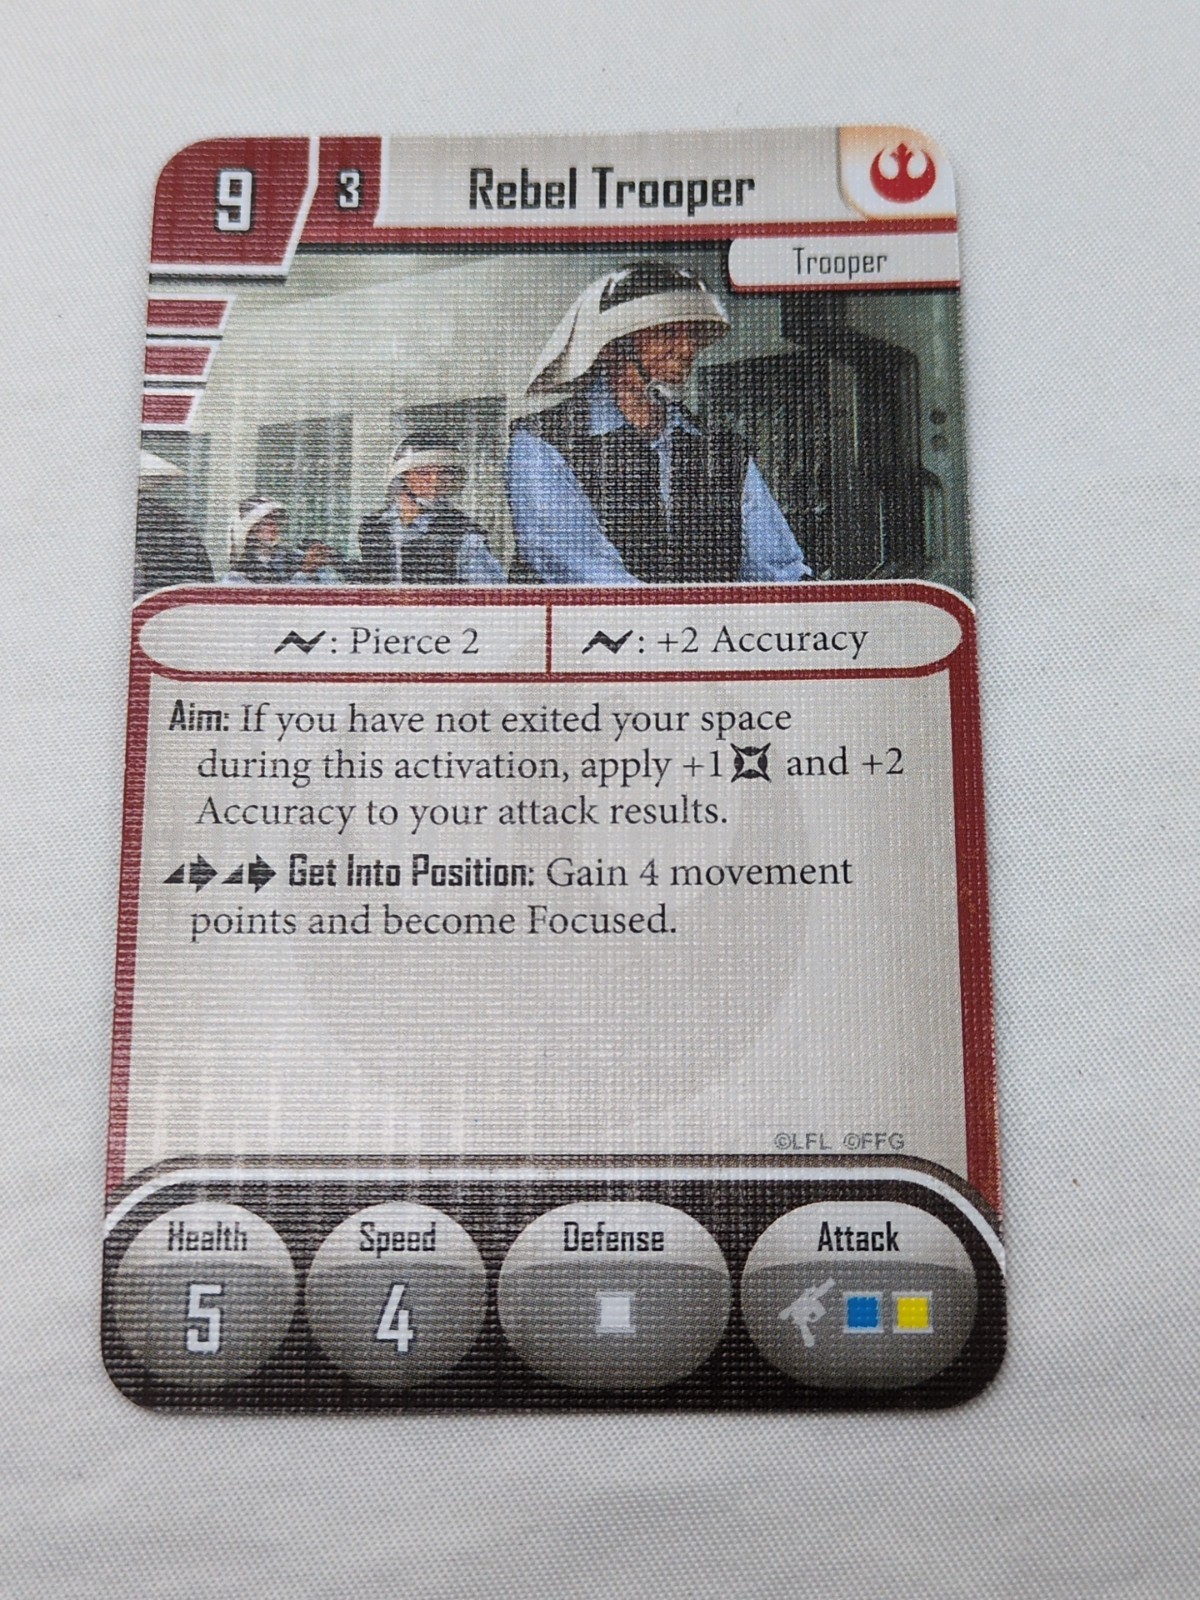 9 3 Rebel Trooper
Trooper
: Pierce 2 : +2 Accuracy
Aim: If you have not exited your space
during this activation, apply +1 and +2
Accuracy to your attack results.
Get Into Position: Gain 4 movement
points and become Focused.
©LFL ©FFG
Health Speed Defense Attack
5 4